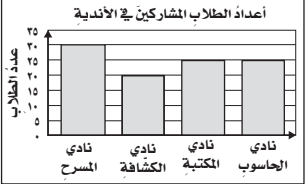 أعدادُ الطلابِ المشاركينَ في الأنديةِ
عددُ الطلابِ
٣٥
٣٠
٢٥
٢٠
١٥
١٠
٥
٠
نادي الحاسوبِ
نادي المكتبةِ
نادي الكشّافةِ
نادي المسرحِ